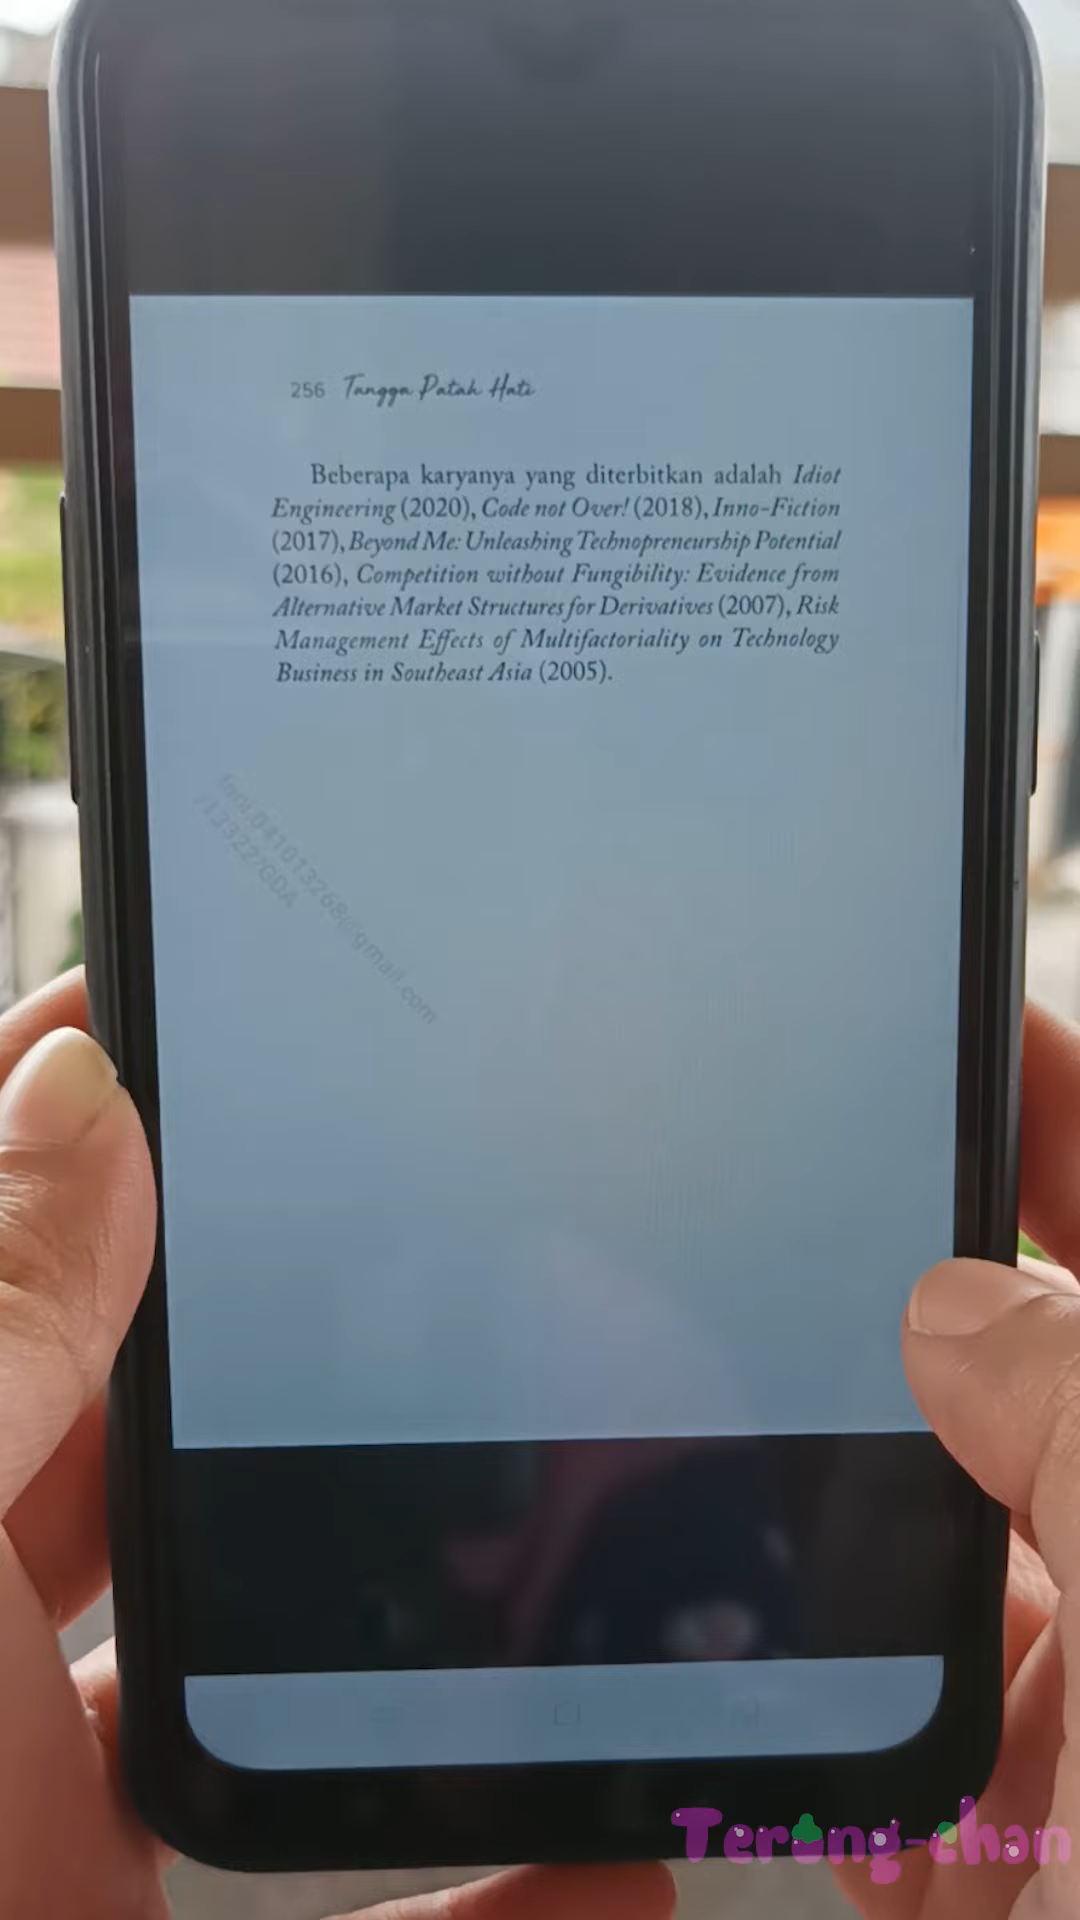 256 Tangga Patah Hati
Beberapa karyanya yang diterbitkan adalah Idiot
Engineering (2020), Code not Over! (2018), Inno-Fiction
(2017), Beyond Me: Unleashing Technopreneurship Potential
(2016), Competition without Fungibility: Evidence from
Alternative Market Structures for Derivatives (2007), Risk
Management Effects of Multifactoriality on Technology
Business in Southeast Asia (2005).
/13322/GDA
Terong-chan